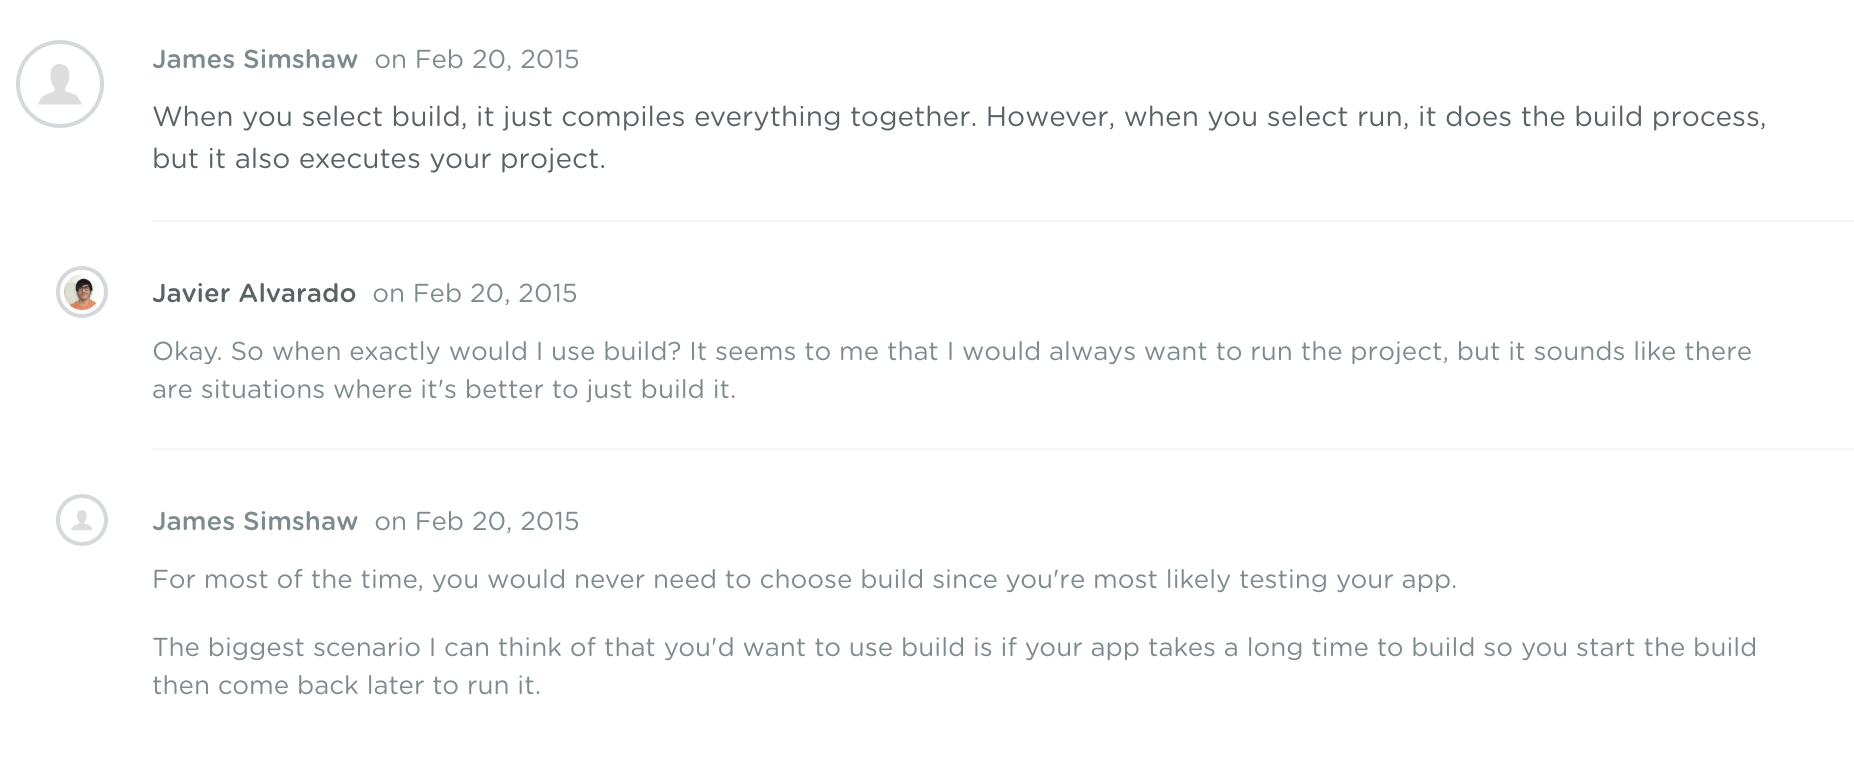 James Simshaw on Feb 20, 2015
When you select build, it just compiles everything together. However, when you select run, it does the build process,
but it also executes your project.
Javier Alvarado on Feb 20, 2015
Okay. So when exactly would I use build? It seems to me that I would always want to run the project, but it sounds like there
are situations where it's better to just build it.
James Simshaw on Feb 20, 2015
For most of the time, you would never need to choose build since you're most likely testing your app.
The biggest scenario I can think of that you'd want to use build is if your app takes a long time to build so you start the build
then come back later to run it.